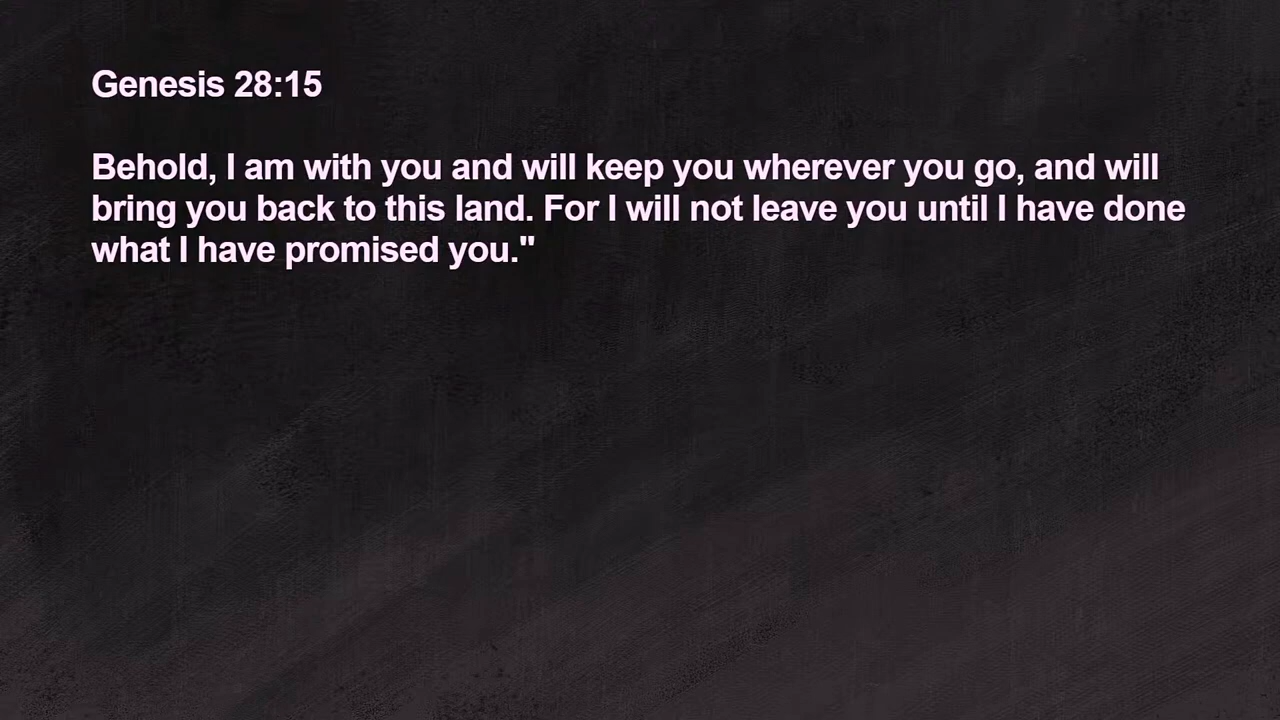 Genesis 28:15
Behold, I am with you and will keep you wherever you go, and will
bring you back to this land. For I will not leave you until I have done
what I have promised you."